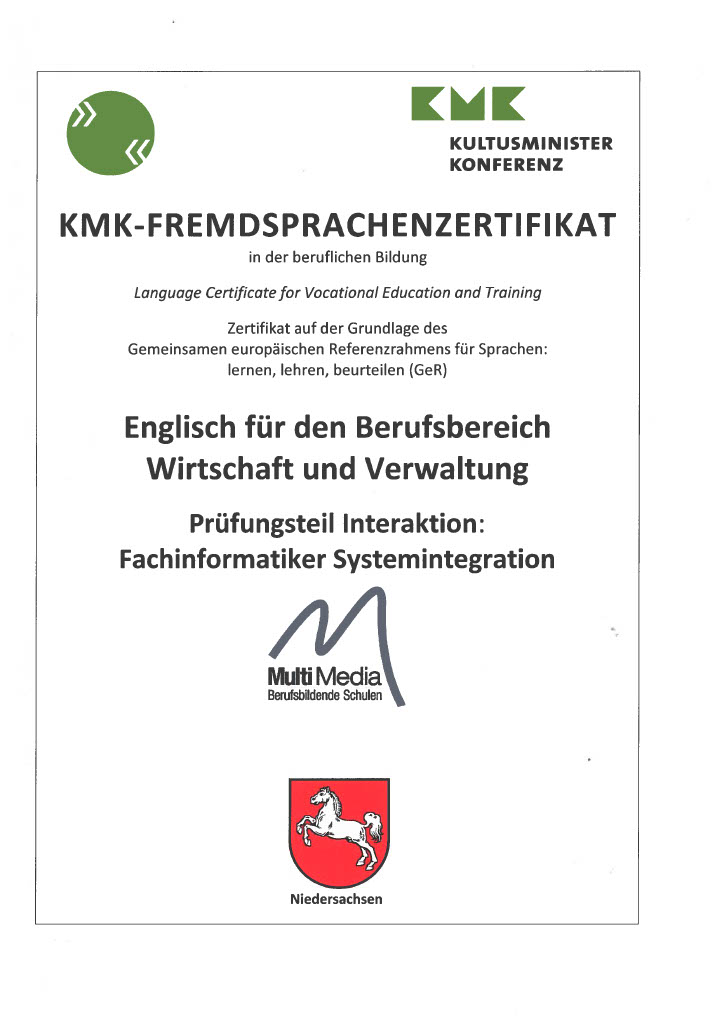 KMK
KULTUSMINISTER
KONFERENZ
KMK-FREMDSPRACHENZERTIFIKAT
in der beruflichen Bildung
Language Certificate for Vocational Education and Training
Zertifikat auf der Grundlage des
Gemeinsamen europäischen Referenzrahmens für Sprachen:
lernen, lehren, beurteilen (GeR)
Englisch für den Berufsbereich
Wirtschaft und Verwaltung
Prüfungsteil Interaktion:
Fachinformatiker Systemintegration
Multi Media
Berufsbildende Schulen
Niedersachsen